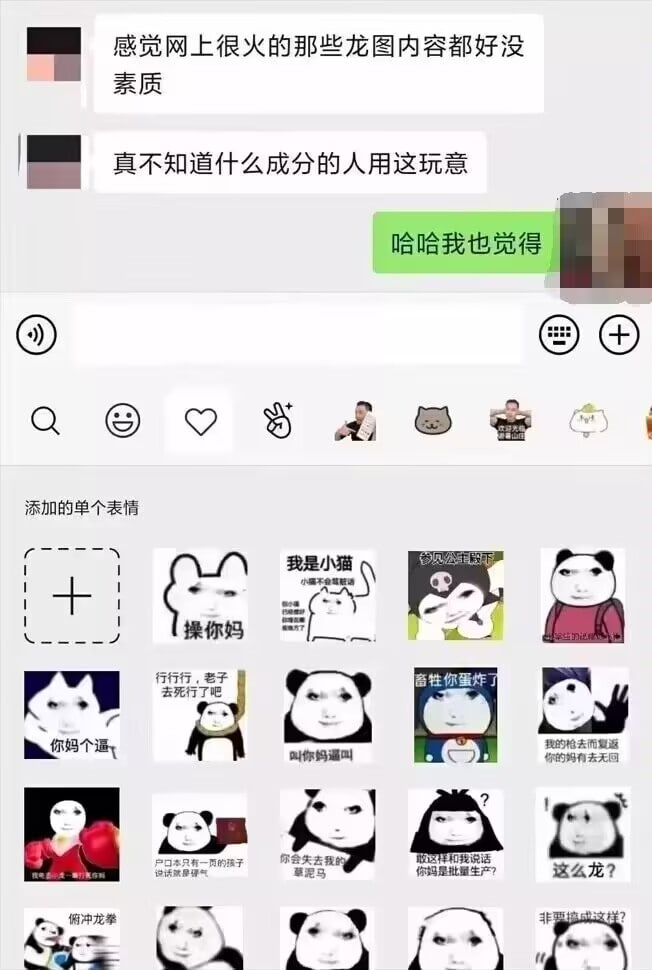 感觉网上很火的那些龙图内容都好没
素质
真不知道什么成分的人用这玩意
哈哈我也觉得
添加的单个表情
操你妈
我是小猫
小猫不会骂脏话
参见公主殿下
你妈个逼
行行行，老子
去死行了吧
叫你妈逼叫
畜牲你蛋炸了
我的枪去而复返
你的妈有去无回
户口本只有一页的孩子
说话就是硬气
你会失去我的
草泥马
?
敢这样和我说话
你妈是批量生产?
这么龙?
俯冲龙拳
非要搞成这样?